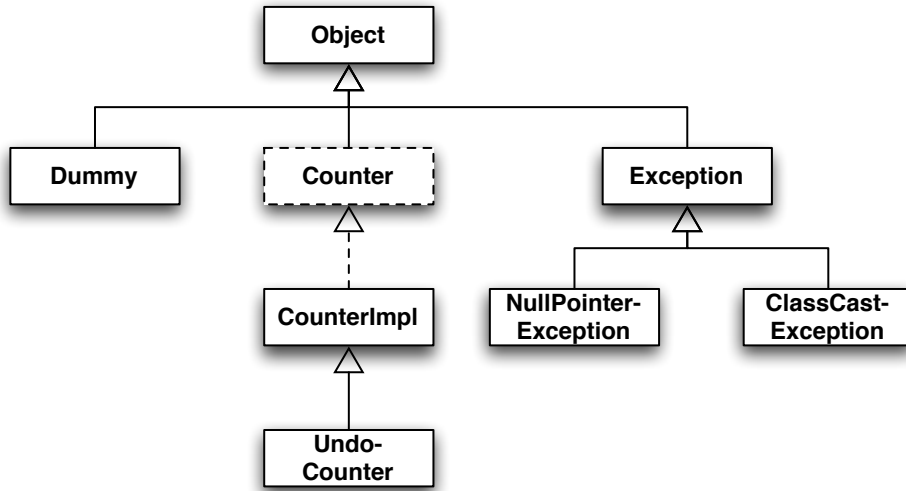 Object
Dummy
Counter
Exception
CounterImpl
NullPointer-
Exception
ClassCast-
Exception
Undo-
Counter